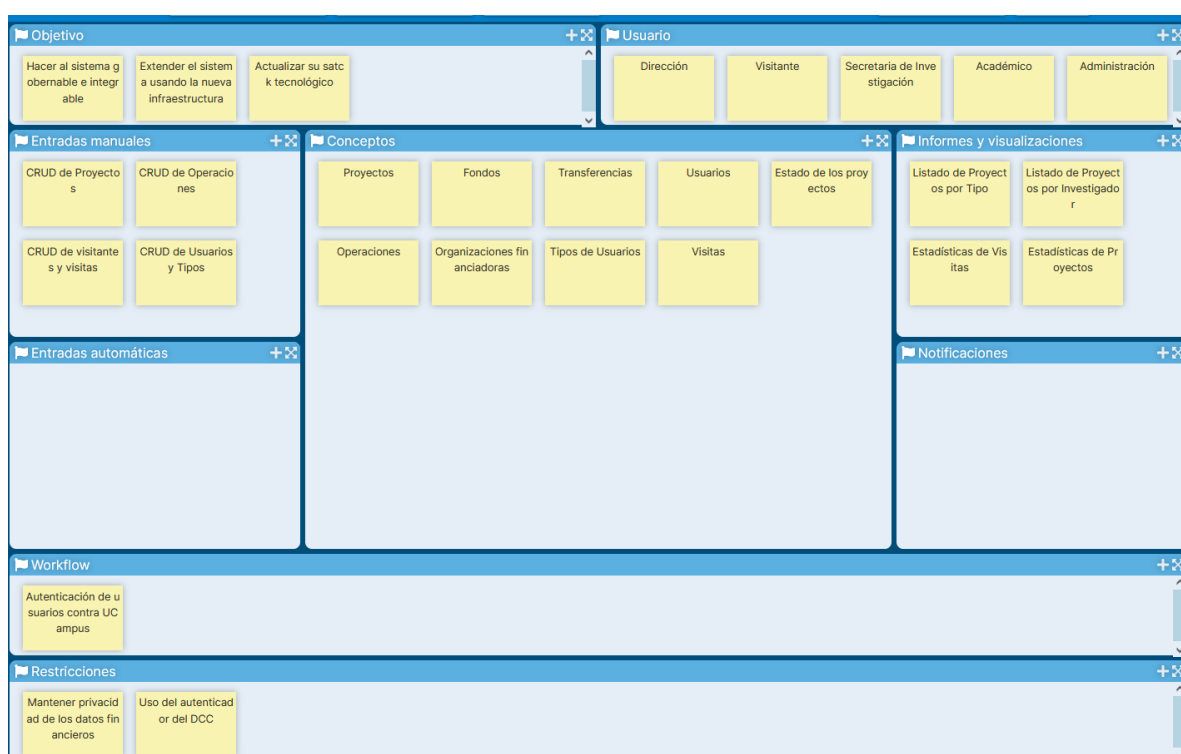 Objetivo
Hacer al sistema g
obernable e integr
able
Extender el sistem
a usando la nueva
infraestructura
Actualizar su satc
k tecnológico
Usuario
Dirección
Visitante
Secretaria de Inve
stigación
Académico
Administración
Entradas manuales
CRUD de Proyecto
s
CRUD de Operacio
nes
CRUD de visitante
s y visitas
CRUD de Usuarios
y Tipos
Conceptos
Proyectos
Fondos
Transferencias
Usuarios
Estado de los proy
ectos
Operaciones
Organizaciones fin
anciadoras
Tipos de Usuarios
Visitas
Informes y visualizaciones
Listado de Proyect
os por Tipo
Listado de Proyect
os por Investigado
r
Estadísticas de Vis
itas
Estadísticas de Pr
oyectos
Entradas automáticas
Notificaciones
Workflow
Autenticación de u
suarios contra UC
ampus
Restricciones
Mantener privacid
ad de los datos fin
ancieros
Uso del autenticad
or del DCC